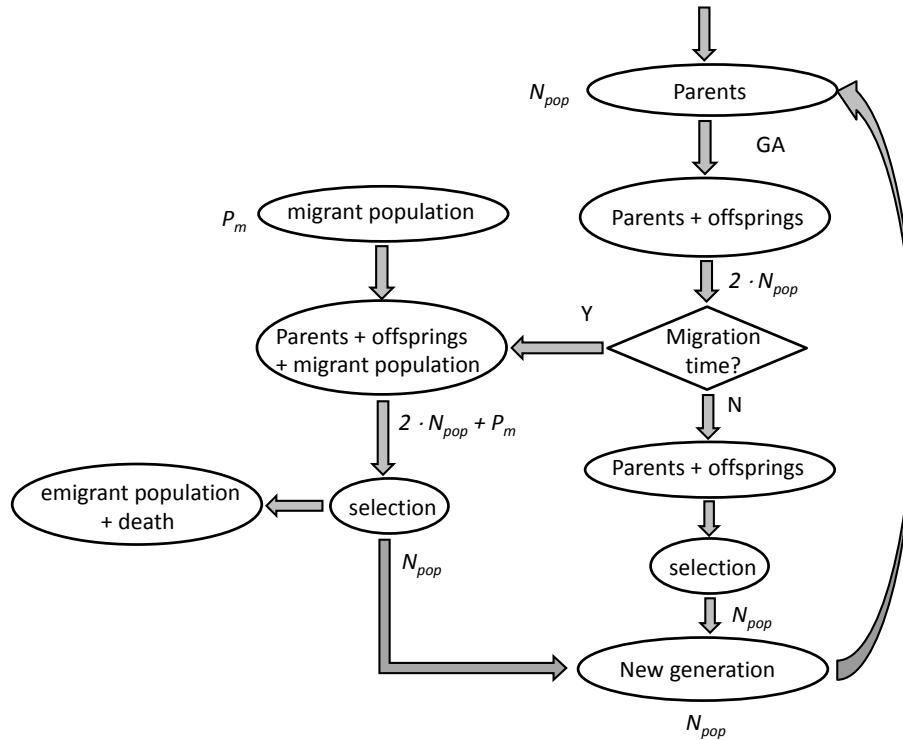 N_pop
Parents
GA
migrant population
P_m
Parents + offsprings
2 · N_pop
Y
Parents + offsprings
+ migrant population
Migration
time?
N
2 · N_pop + P_m
Parents + offsprings
emigrant population
+ death
selection
N_pop
selection
N_pop
New generation
N_pop